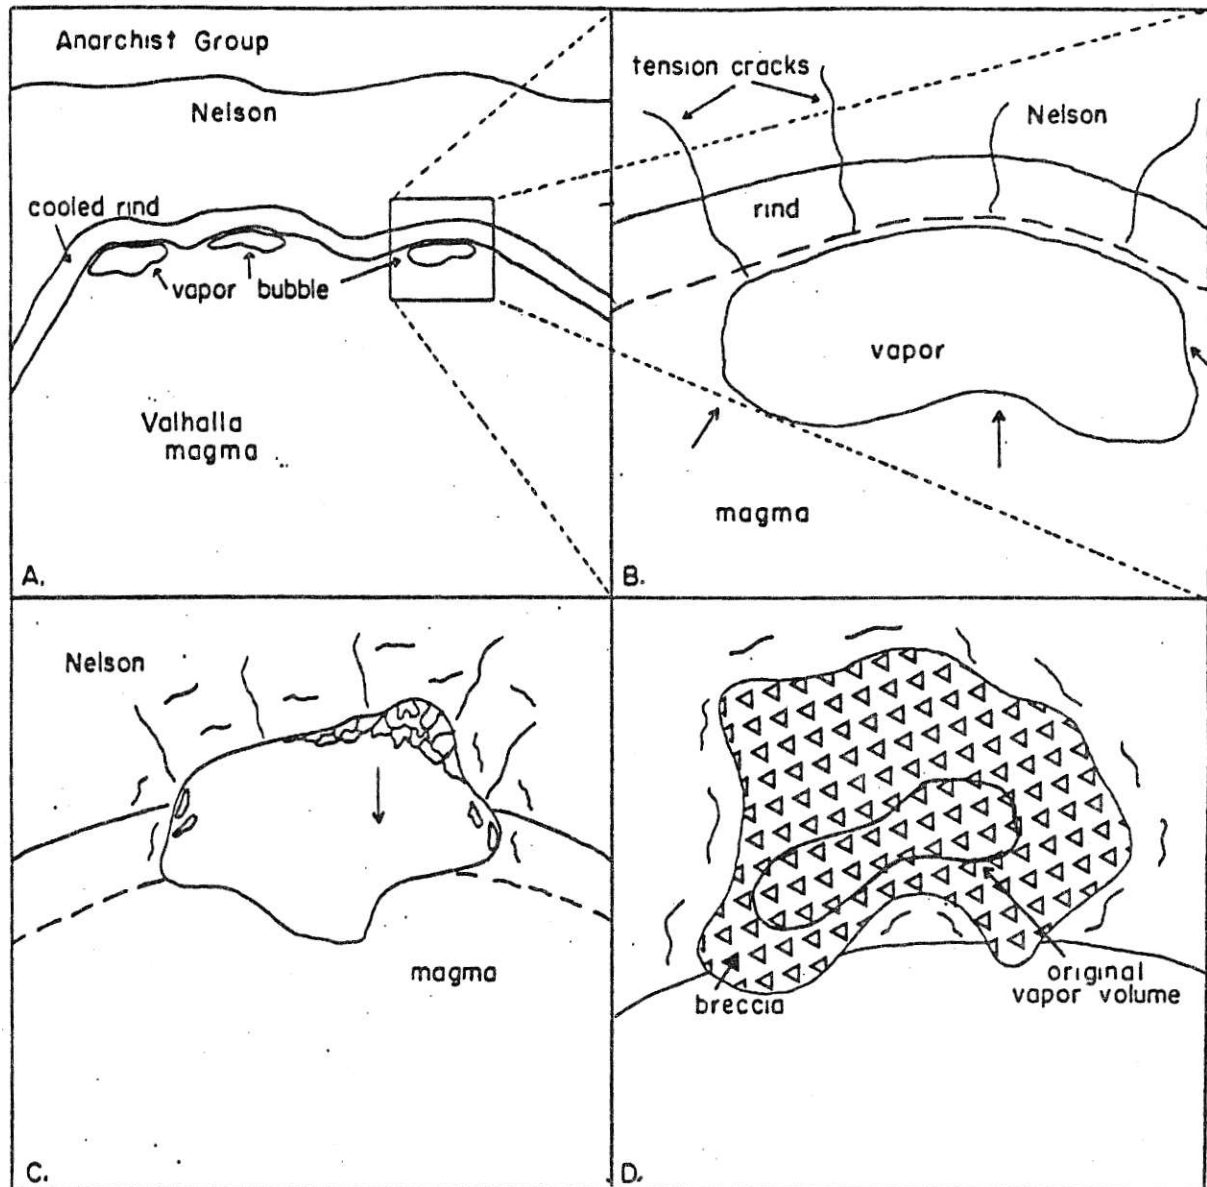 Anarchist Group
Nelson
cooled rind
vapor bubble
Valhalla
magma
A.
tension cracks
Nelson
rind
vapor
magma
B.
Nelson
magma
C.
breccia
original
vapor volume
D.